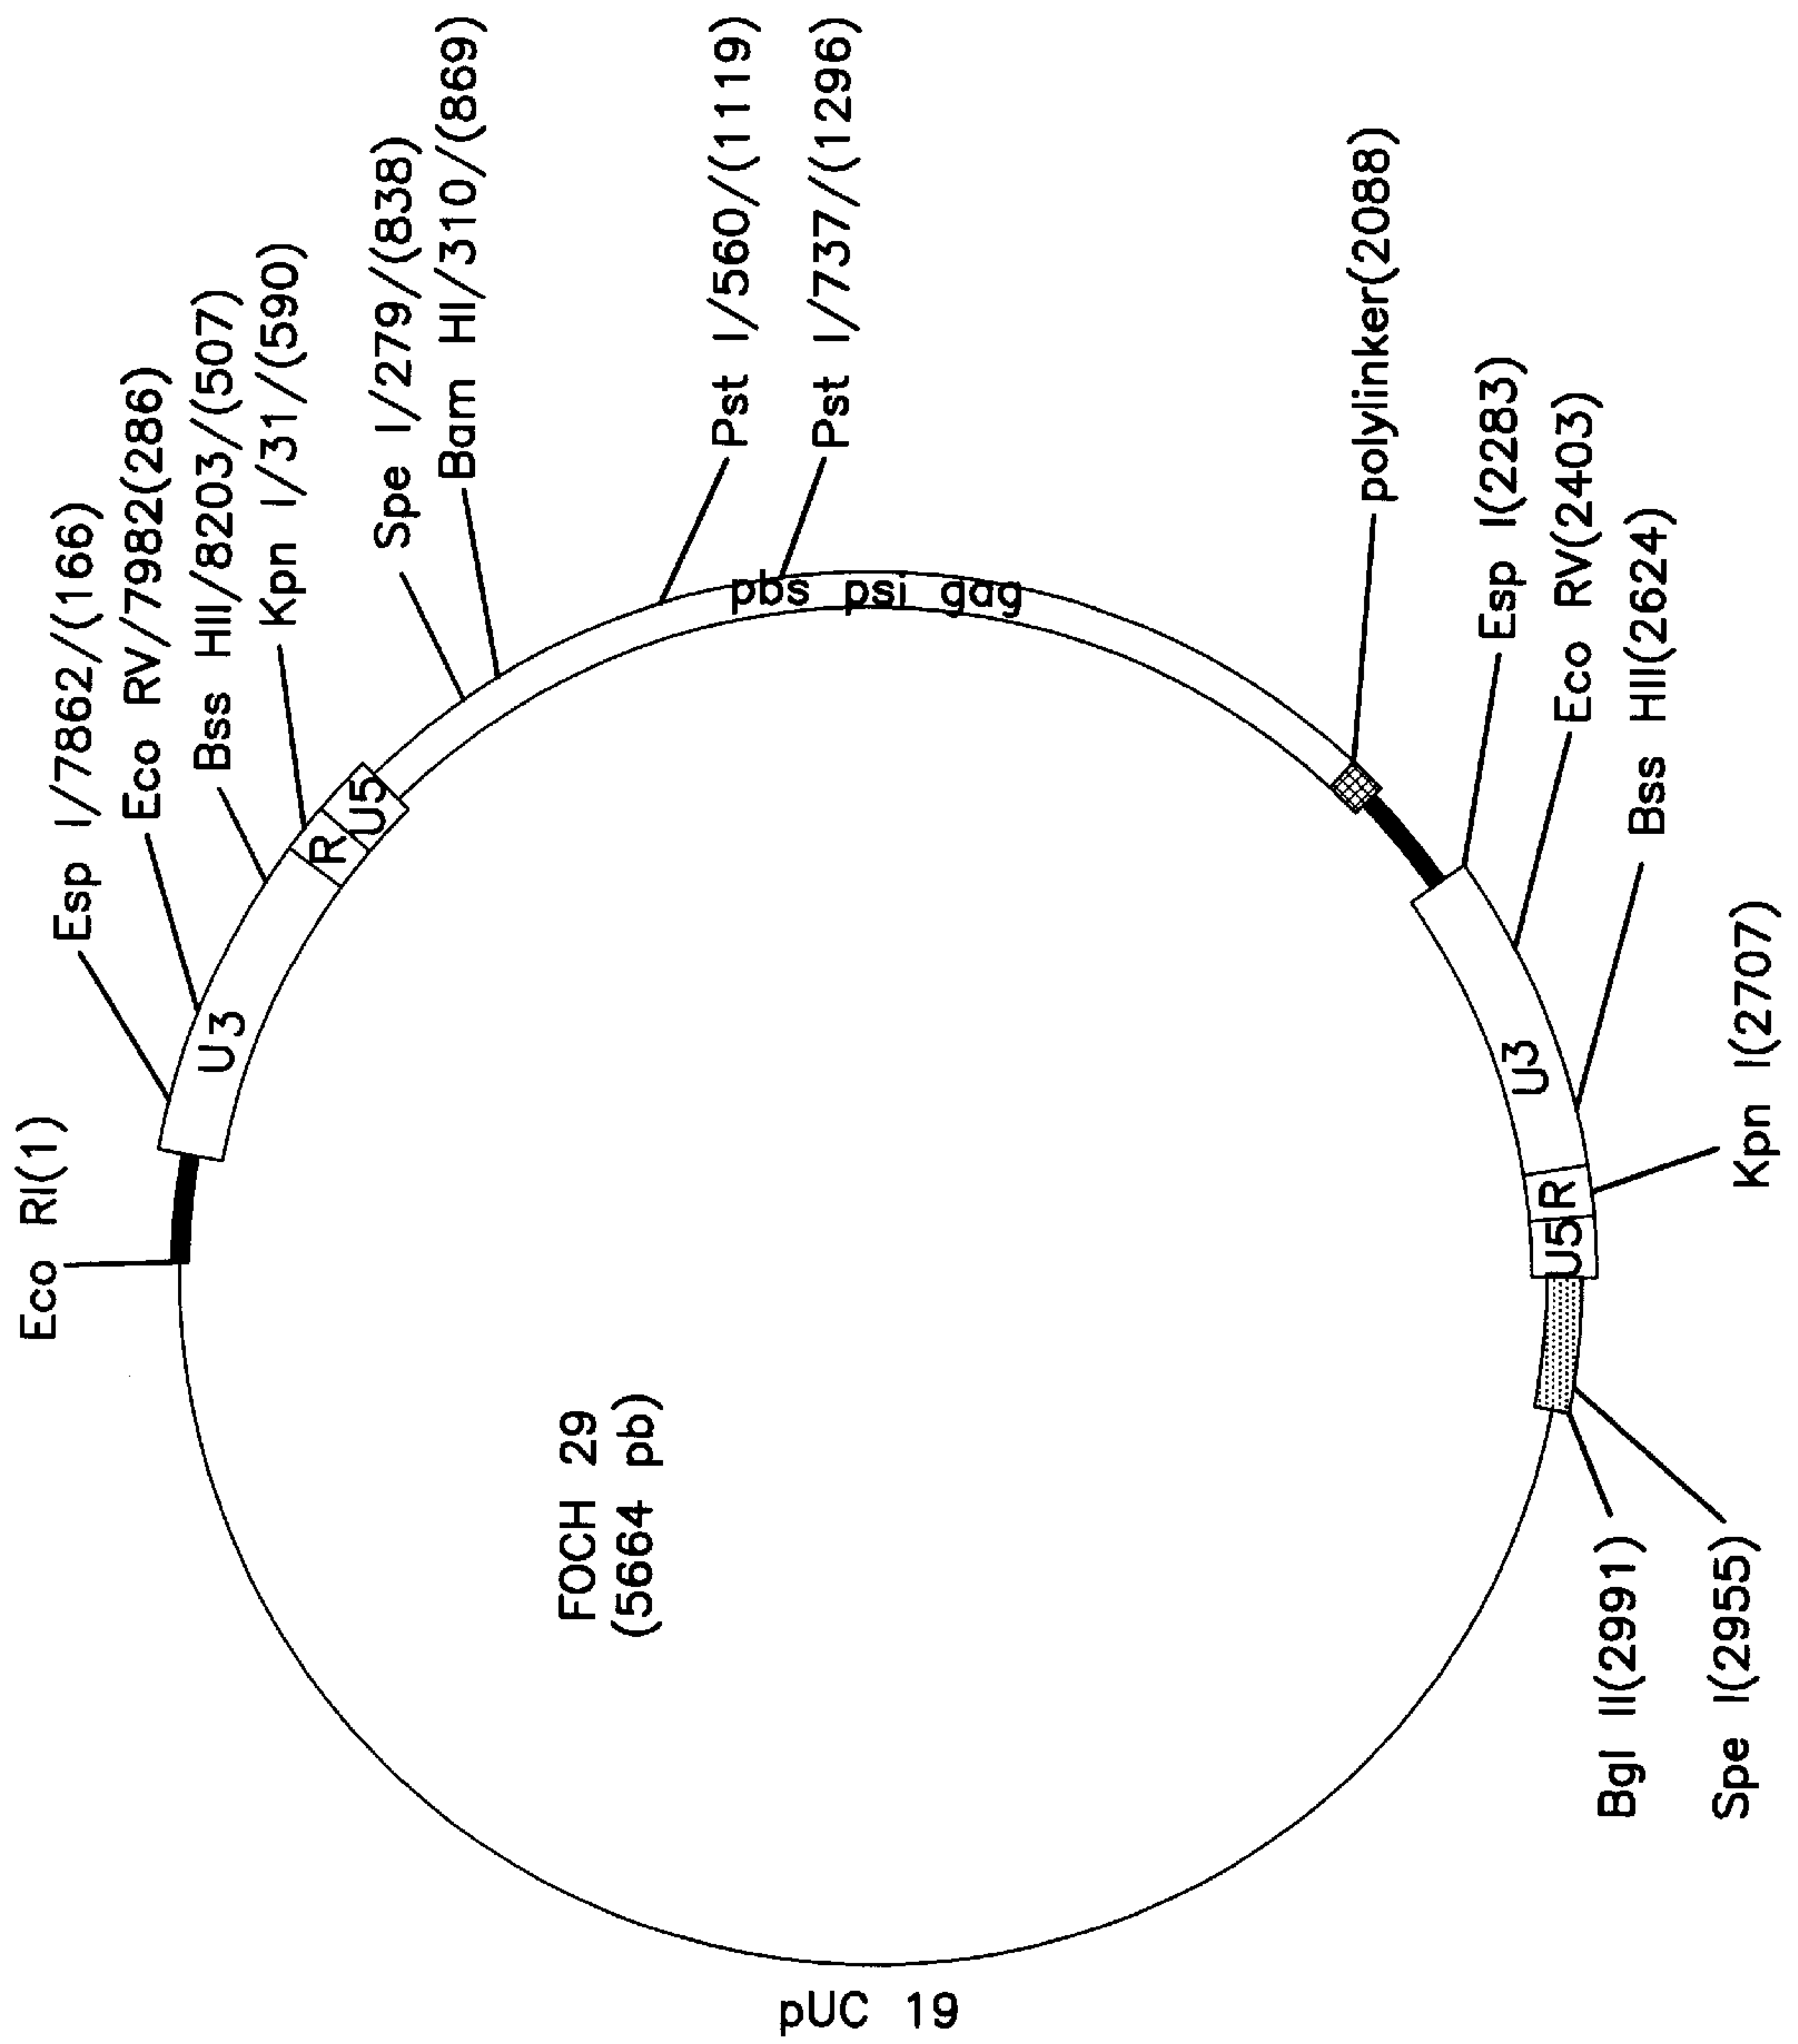 Eco RI(1)
Esp I/7862/(166)
Eco RV/7982(286)
Bss HII/8203/(507)
Kpn I/31/(590)
Spe I/279/(838)
Bam HI/310/(869)
Pst I/560/(1119)
Pst I/737/(1296)
polylinker(2088)
Esp I(2283)
Eco RV(2403)
Bss HII(2624)
Kpn I(2707)
Spe I(2955)
Bgl II(2991)
U3
R
U5
pbs psi gag
U3
R
U5
FOCH 29
(5664 pb)
pUC 19